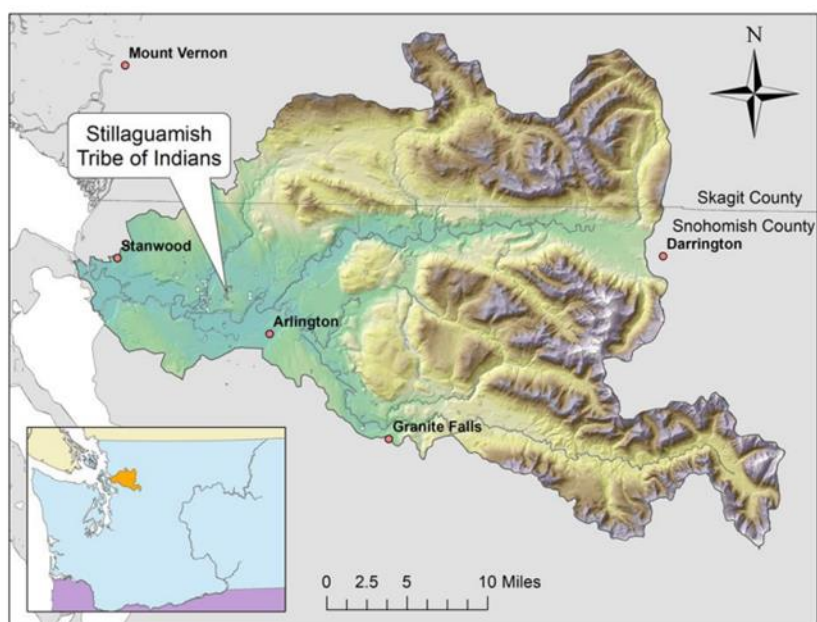 Mount Vernon
N
Stillaguamish
Tribe of Indians
Skagit County
Snohomish County
Stanwood
Darrington
Arlington
Granite Falls
0 2.5 5 10 Miles